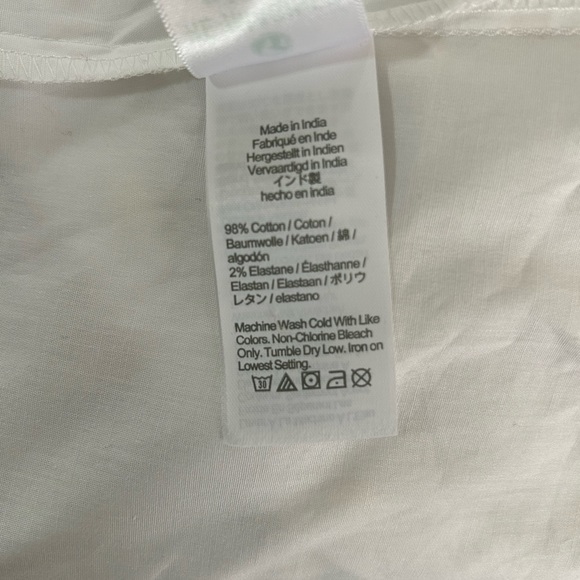 Made in India
Fabriqué en Inde
Hergestellt in Indien
Vervaardigd in India
インド製
hecho en india
98% Cotton / Coton /
Baumwolle / Katoen / 綿 /
algodón
2% Elastane / Élasthanne /
Elastan / Elastaan / ポリウ
レタン / elastano
Machine Wash Cold With Like
Colors. Non-Chlorine Bleach
Only. Tumble Dry Low. Iron on
Lowest Setting.
30